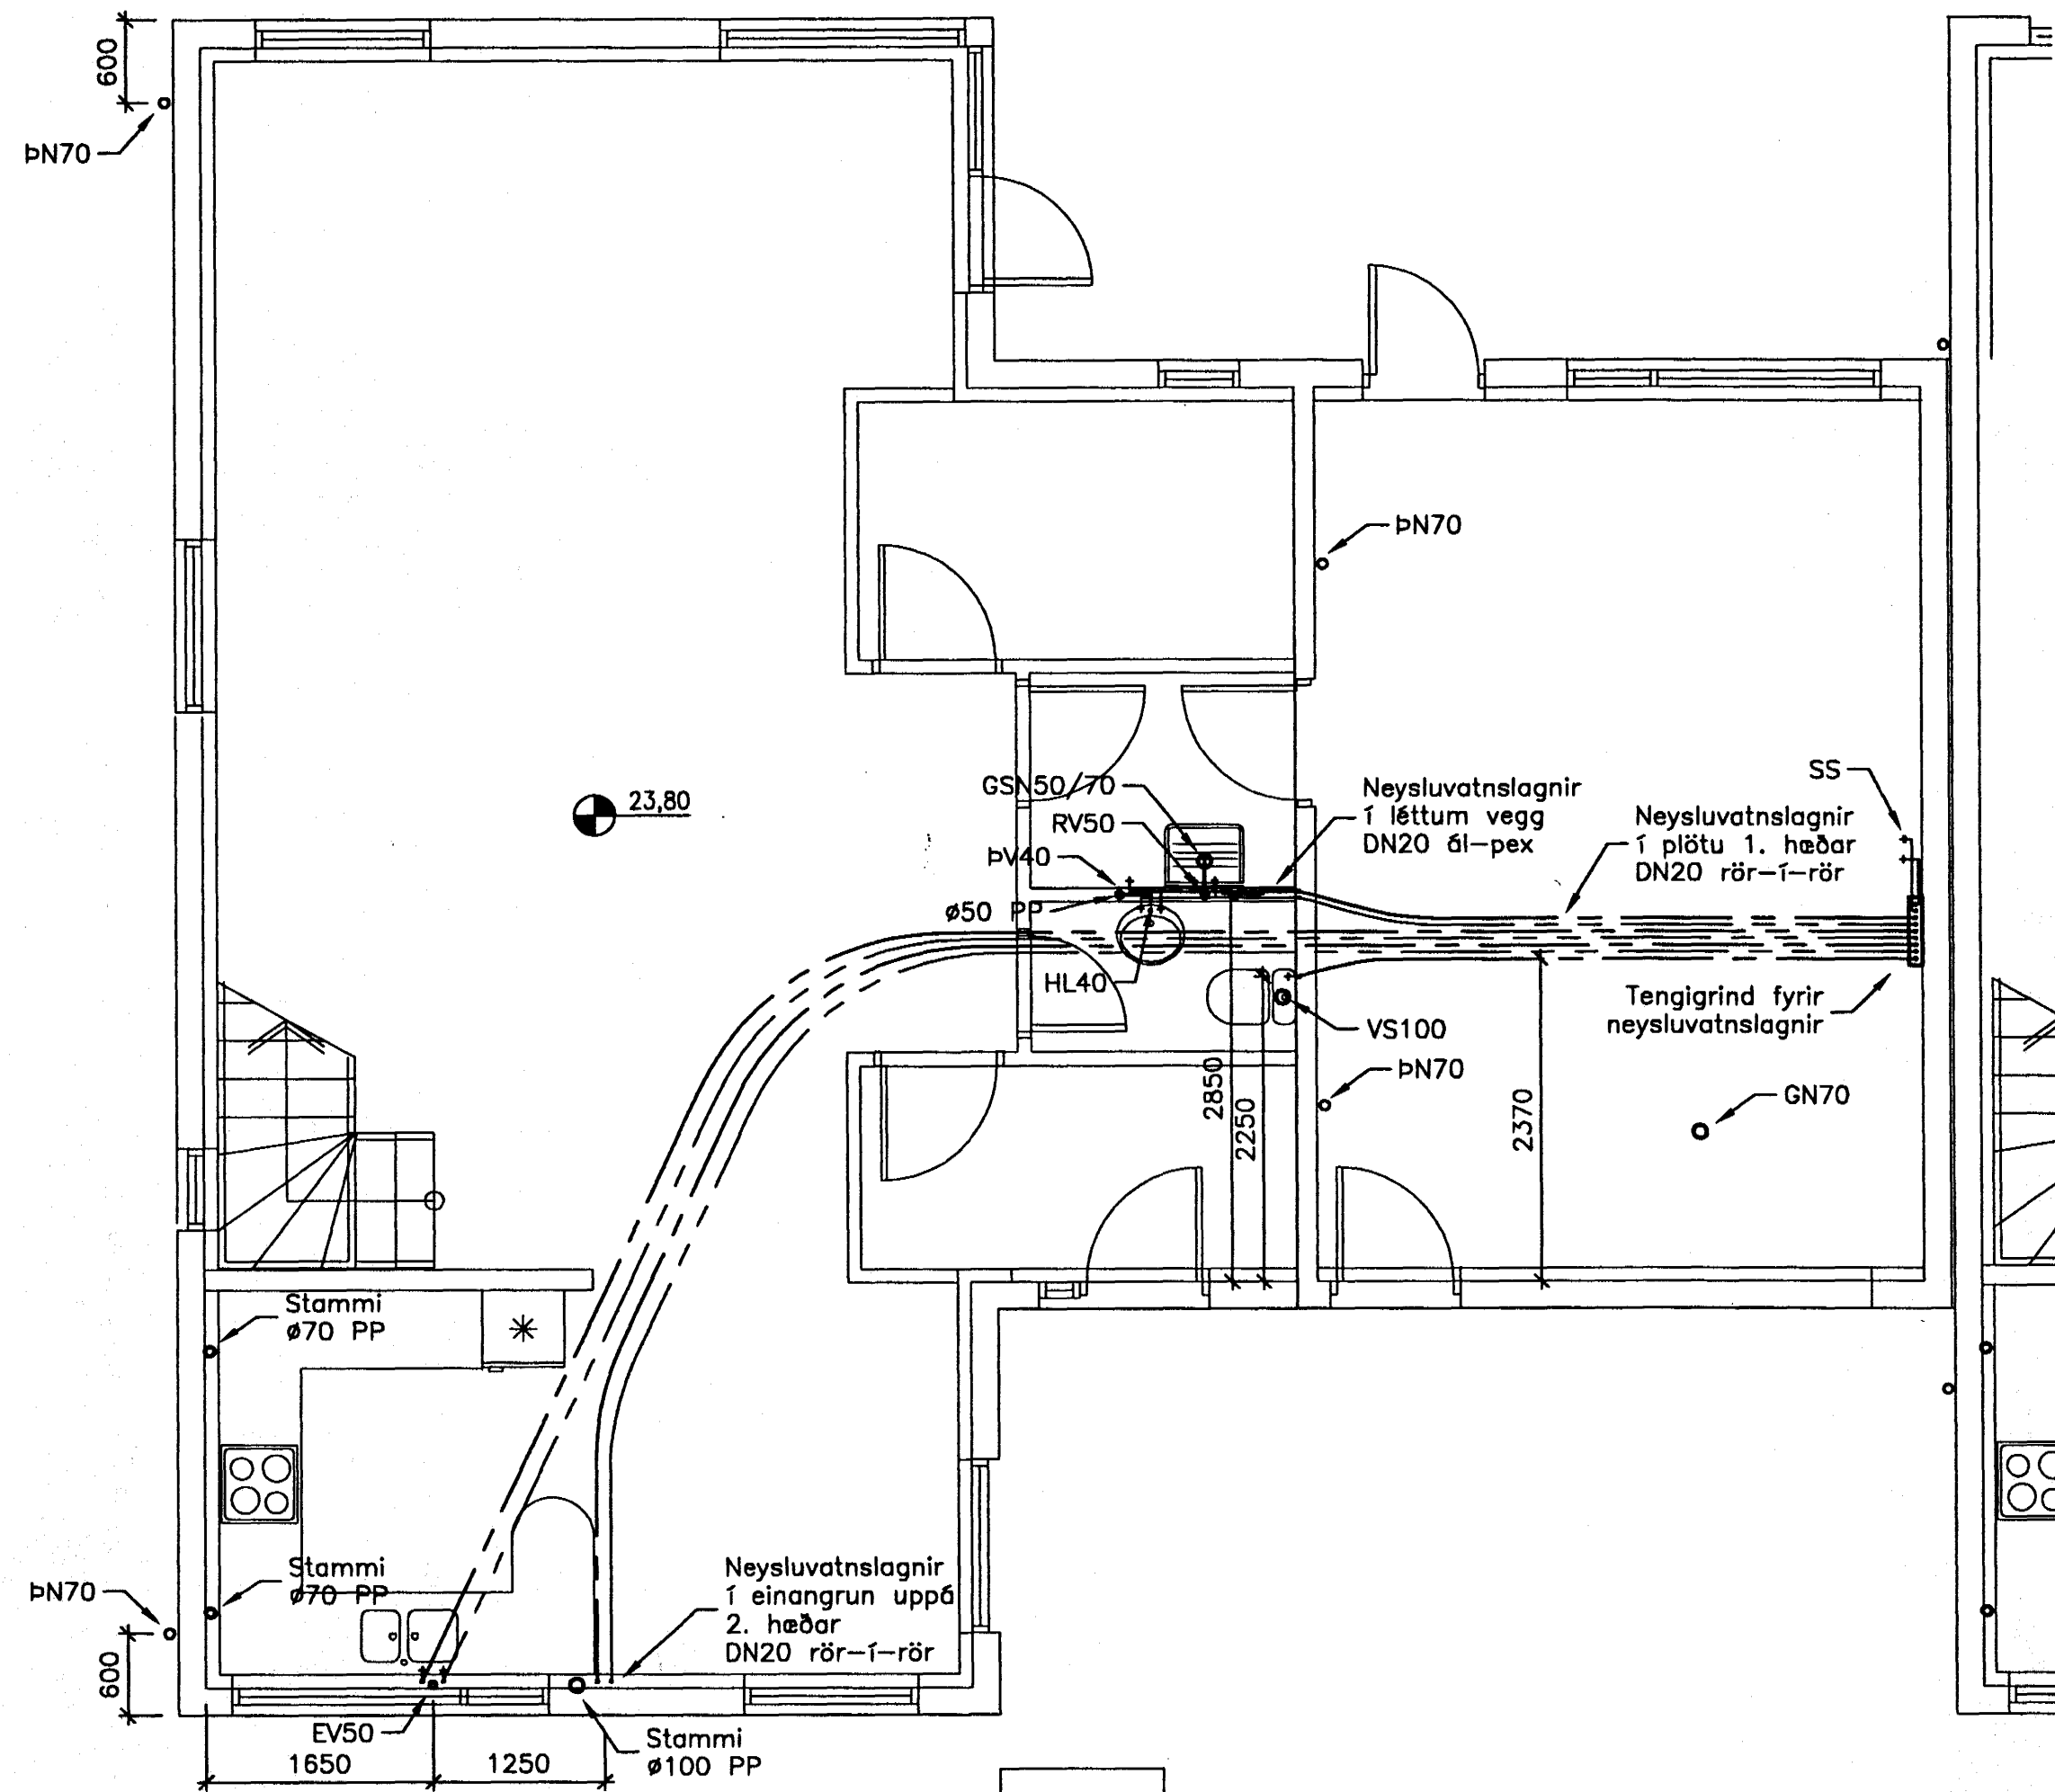 600
ÞN70
ÞN70
23,80
GSN50/70
RV50
ÞV40
ø50 PP
HL40
Neysluvatnslagnir
í léttum vegg
DN20 ál-pex
Neysluvatnslagnir
í plötu 1. hæðar
DN20 rör-í-rör
SS
Tengigrind fyrir
neysluvatnslagnir
VS100
ÞN70
GN70
2850
2250
2370
Stammi
ø70 PP
Stammi
ø70 PP
ÞN70
600
Neysluvatnslagnir
í einangrun uppá
2. hæðar
DN20 rör-í-rör
EV50
Stammi
ø100 PP
1650
1250